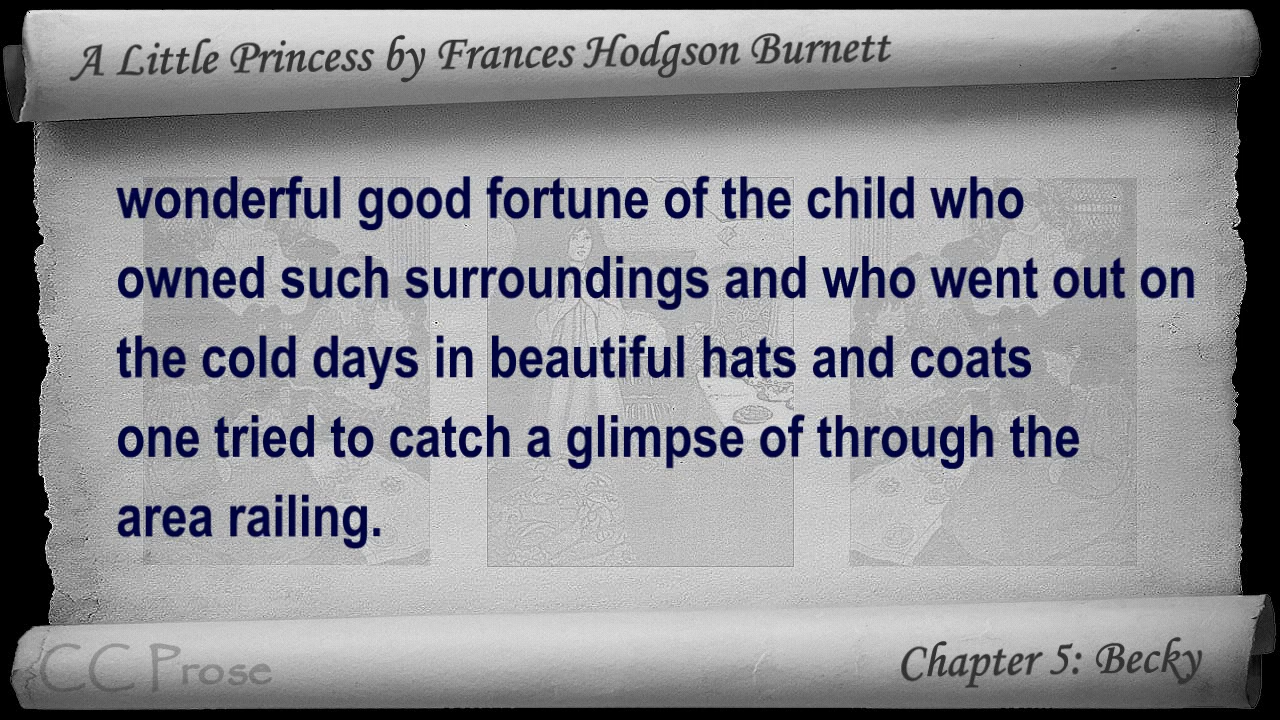 A Little Princess by Frances Hodgson Burnett
wonderful good fortune of the child who
owned such surroundings and who went out on
the cold days in beautiful hats and coats
one tried to catch a glimpse of through the
area railing.
CC Prose
Chapter 5: Becky